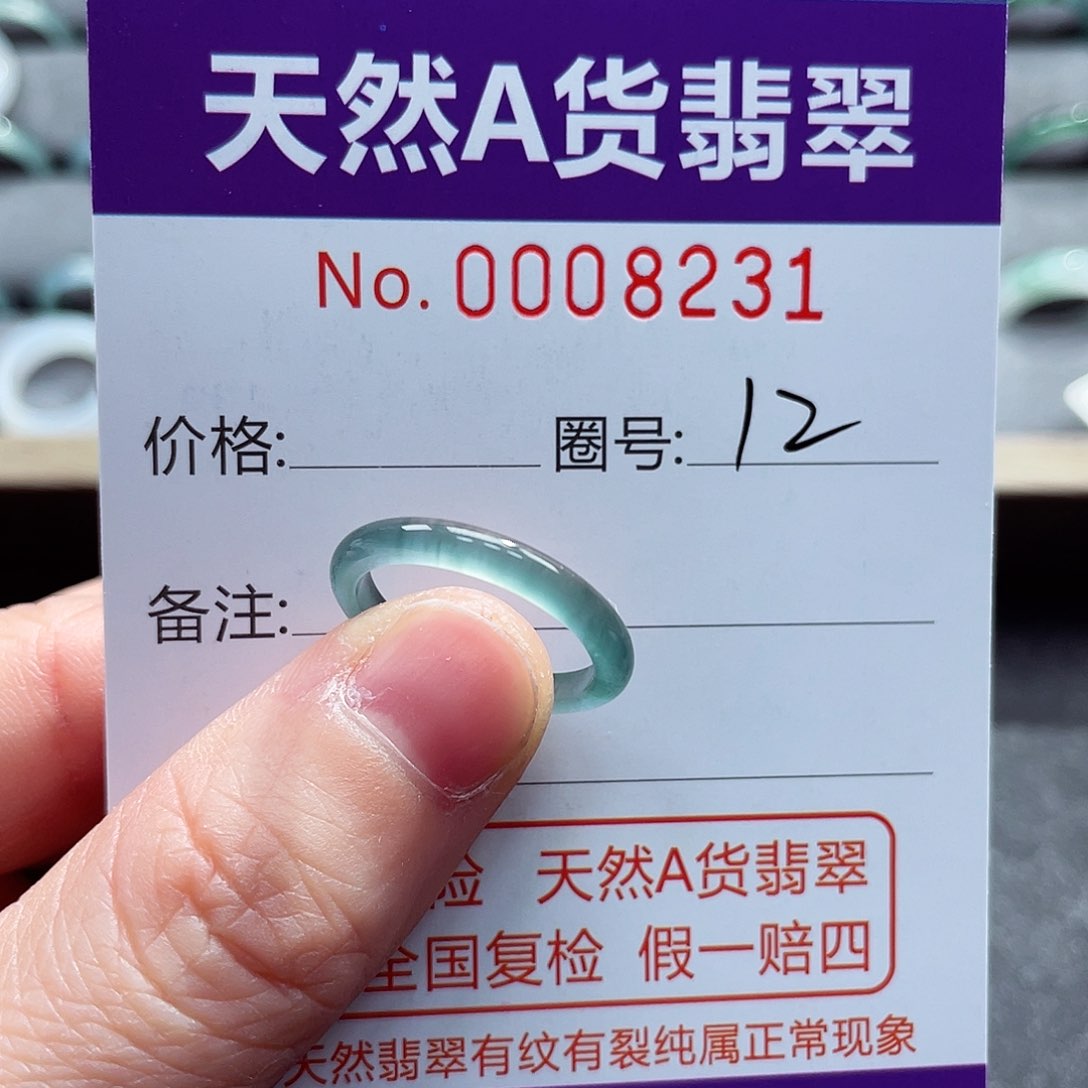 天然A货翡翠
No. 0008231
价格: 圈号: 12
备注:
验 天然A货翡翠
全国复检 假一赔四
天然翡翠有纹有裂纯属正常现象